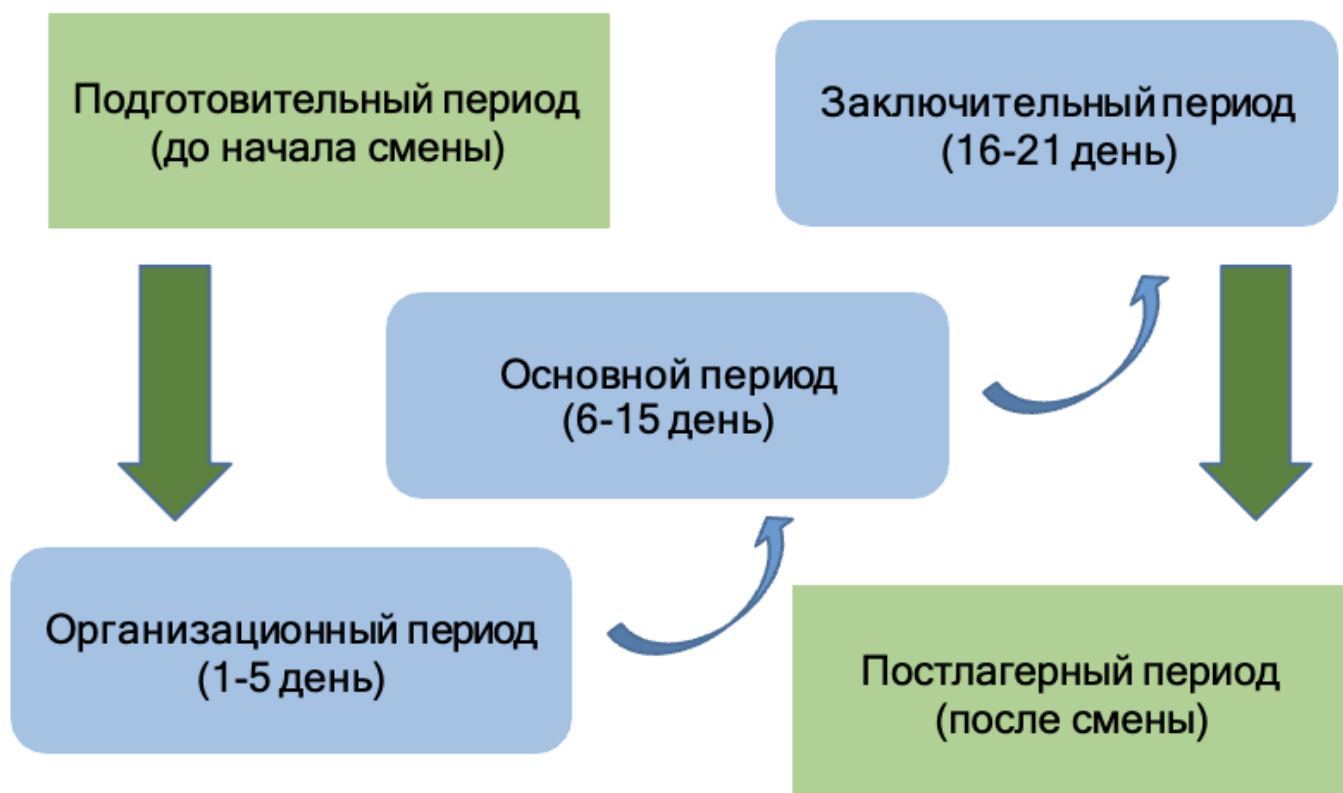 Подготовительный период
(до начала смены)
Заключительный период
(16-21 день)
Основной период
(6-15 день)
Организационный период
(1-5 день)
Постлагерный период
(после смены)